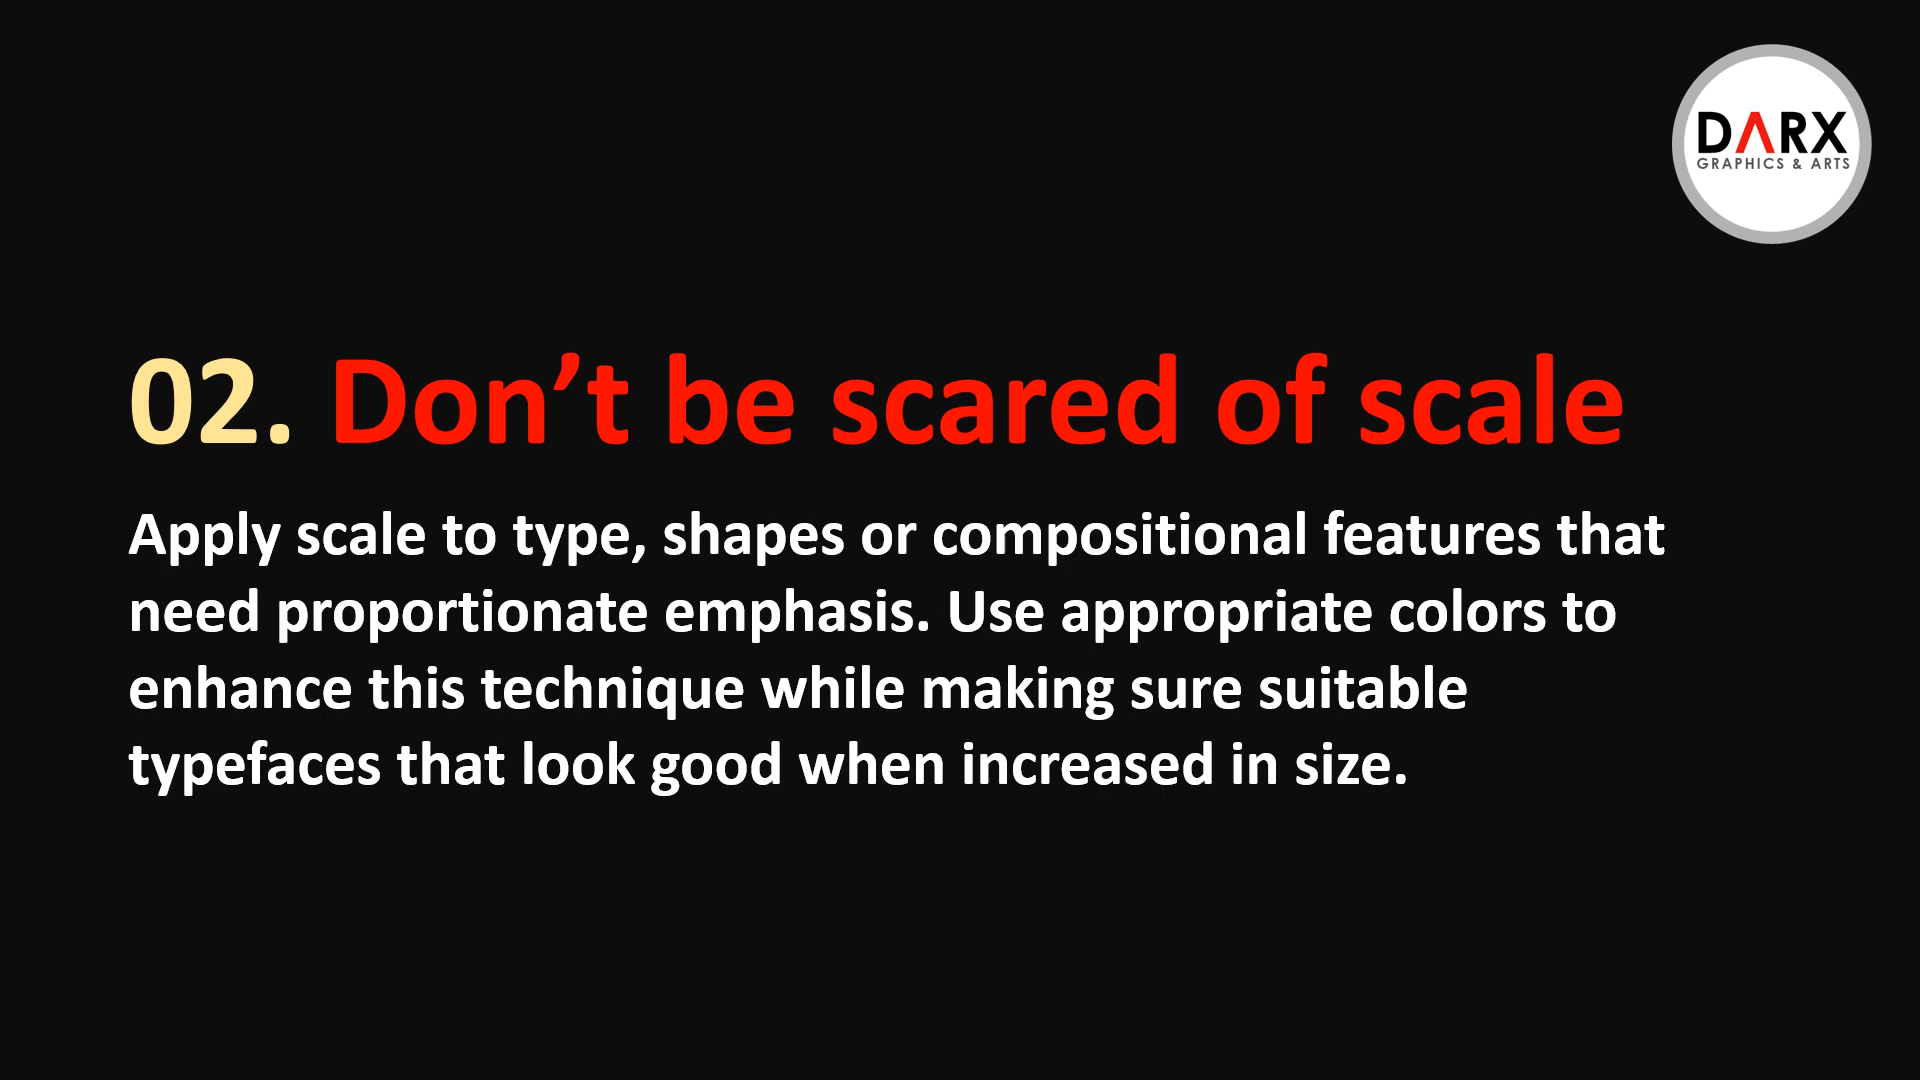 DARX
GRAPHICS & ARTS
02. Don’t be scared of scale
Apply scale to type, shapes or compositional features that
need proportionate emphasis. Use appropriate colors to
enhance this technique while making sure suitable
typefaces that look good when increased in size.